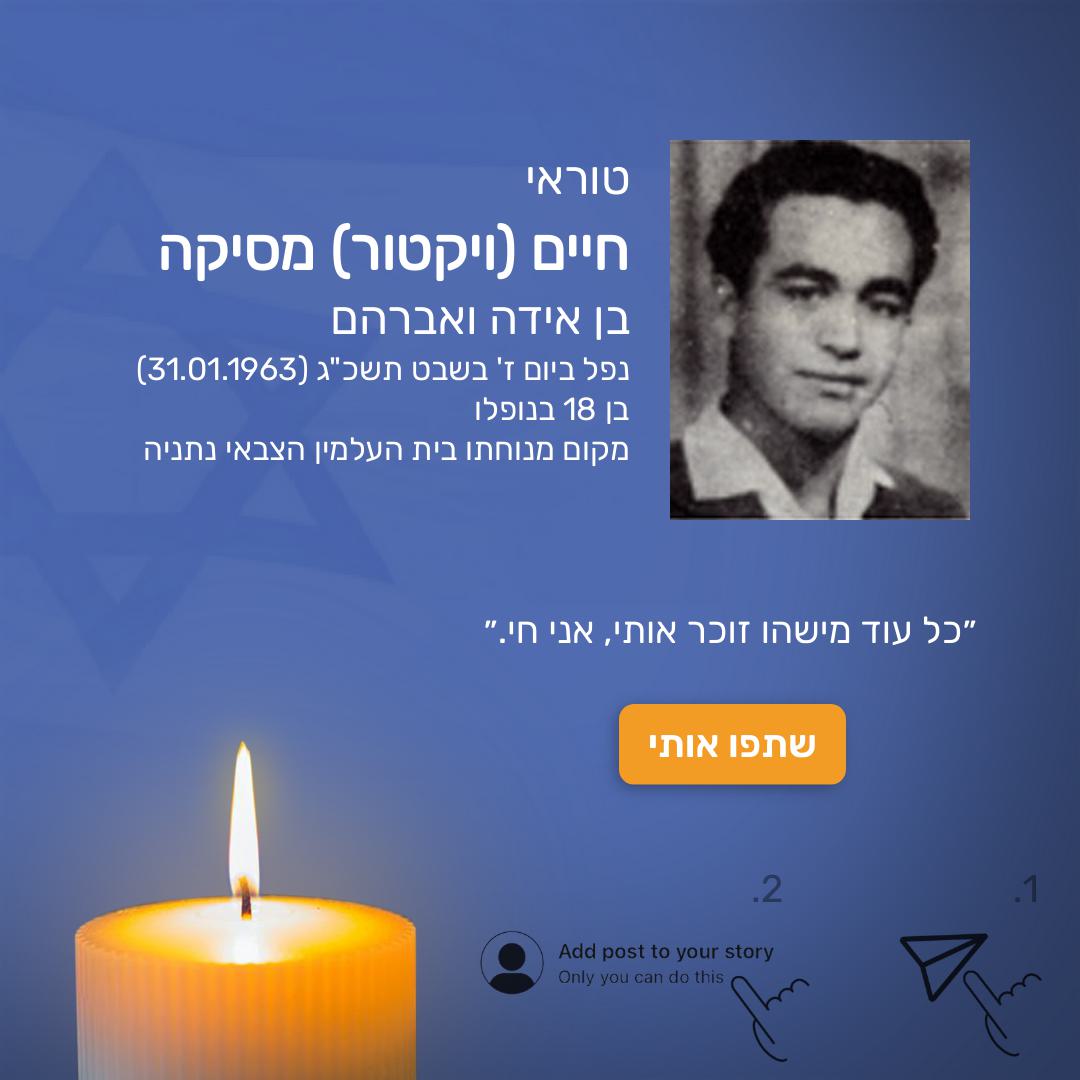 טוראי
חיים (ויקטור) מסיקה
בן אידה ואברהם
נפל ביום ז' בשבט תשכ"ג (31.01.1963)
בן 18 בנופלו
מקום מנוחתו בית העלמין הצבאי נתניה
״כל עוד מישהו זוכר אותי, אני חי.״
שתפו אותי
.1
.2
Add post to your story
Only you can do this